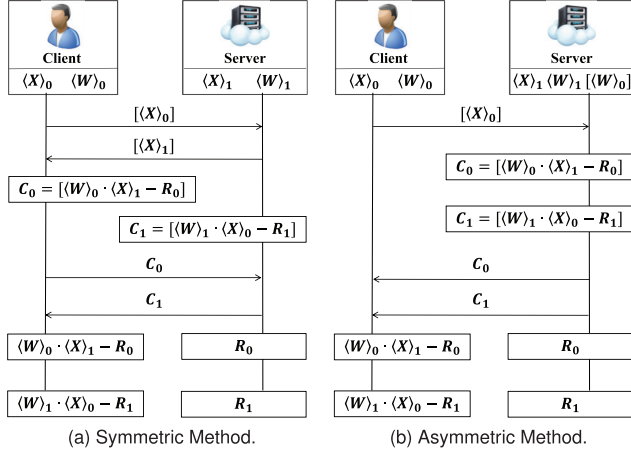 Client
Server
⟨X⟩₀ ⟨W⟩₀
⟨X⟩₁ ⟨W⟩₁
[⟨X⟩₀]
[⟨X⟩₁]
C₀ = [⟨W⟩₀ · ⟨X⟩₁ − R₀]
C₁ = [⟨W⟩₁ · ⟨X⟩₀ − R₁]
C₀
C₁
⟨W⟩₀ · ⟨X⟩₁ − R₀
R₀
⟨W⟩₁ · ⟨X⟩₀ − R₁
R₁
(a) Symmetric Method.
Client
Server
⟨X⟩₀ ⟨W⟩₀
⟨X⟩₁ ⟨W⟩₁ [⟨W⟩₀]
[⟨X⟩₀]
C₀ = [⟨W⟩₀ · ⟨X⟩₁ − R₀]
C₁ = [⟨W⟩₁ · ⟨X⟩₀ − R₁]
C₀
C₁
⟨W⟩₀ · ⟨X⟩₁ − R₀
R₀
⟨W⟩₁ · ⟨X⟩₀ − R₁
R₁
(b) Asymmetric Method.